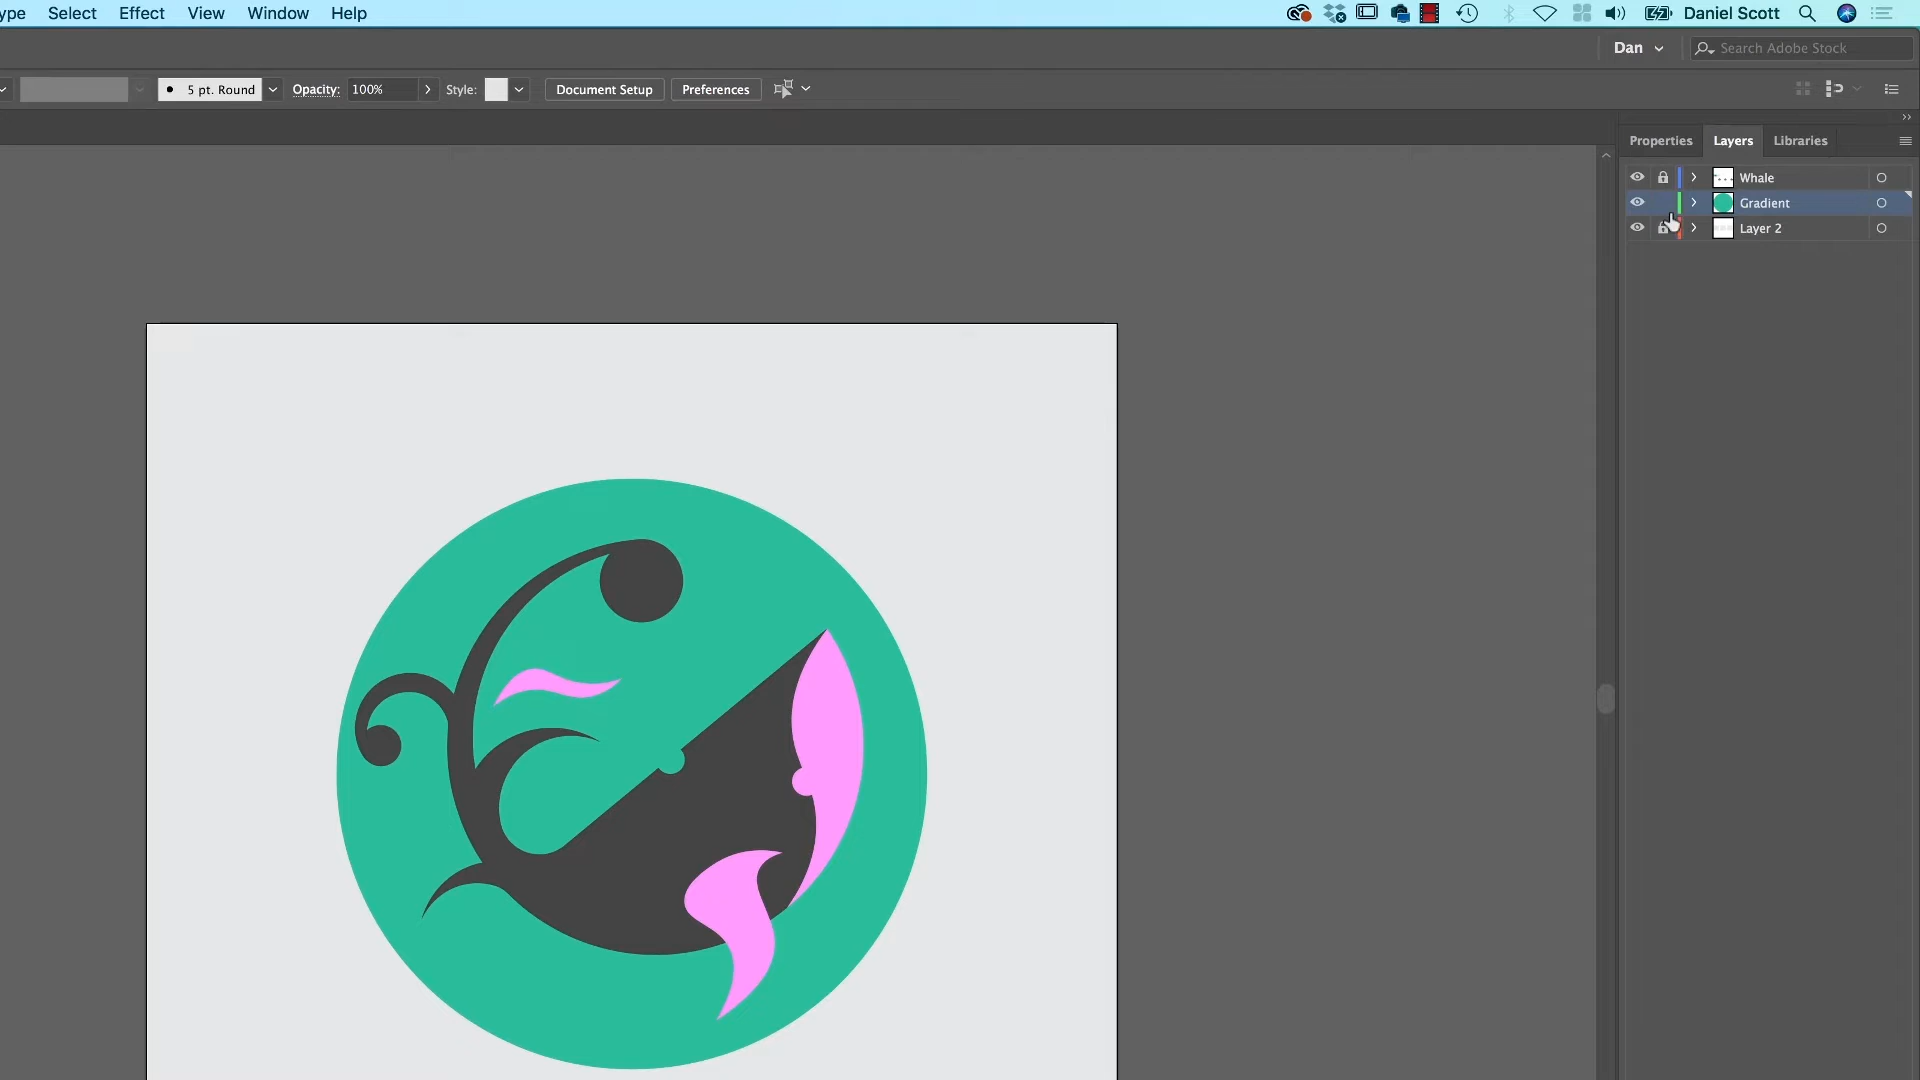 ype Select Effect View Window Help Daniel Scott
Dan Search Adobe Stock
5 pt. Round Opacity: 100% Style: Document Setup Preferences
Properties Layers Libraries
Whale
Gradient
Layer 2